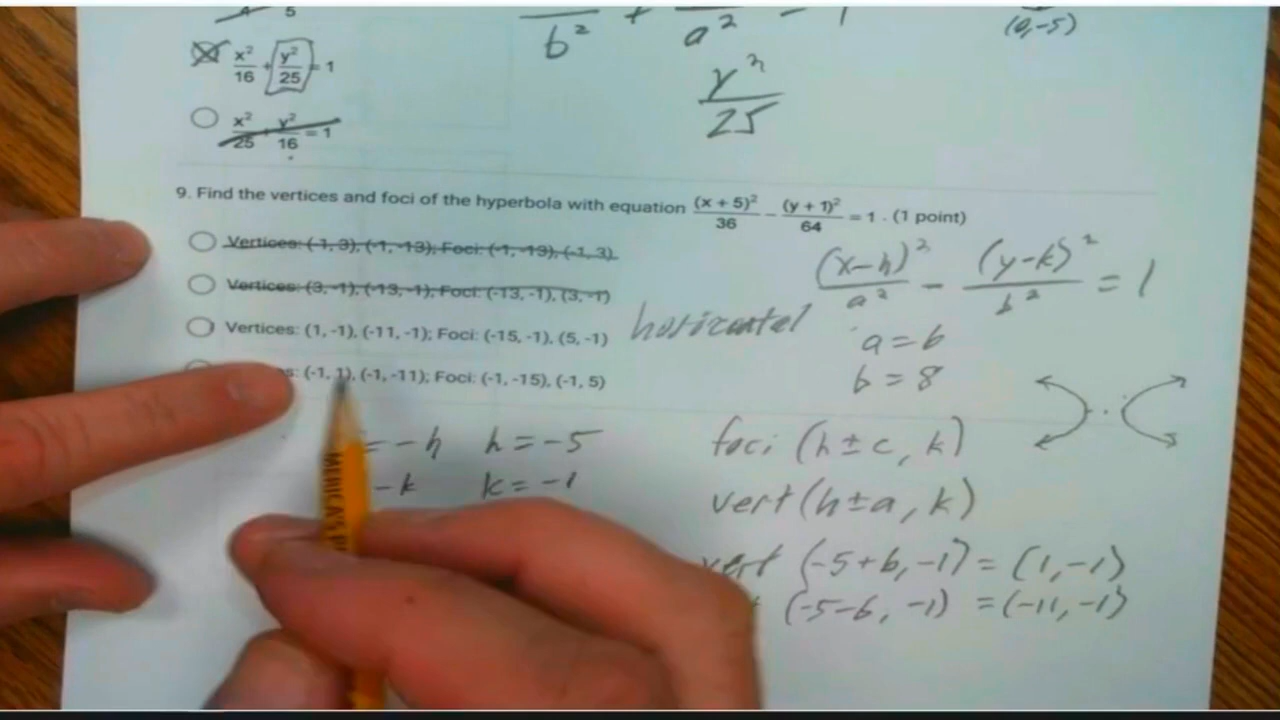 4 5
b² + a² = 1
(0,-5)
x²/16 + y²/25 = 1
y²/25
x²/25 + y²/16 = 1
9. Find the vertices and foci of the hyperbola with equation (x + 5)²/36 - (y + 1)²/64 = 1 . (1 point)
Vertices: (-1, 3), (-1, -13); Foci: (-1, -13), (-1, 3)
(x-h)²/a² - (y-k)²/b² = 1
Vertices: (3, -1), (-13, -1); Foci: (-13, -1), (3, -1)
Vertices: (1, -1), (-11, -1); Foci: (-15, -1), (5, -1)
horizontal
a = 6
s: (-1, 1), (-1, -11); Foci: (-1, -15), (-1, 5)
b = 8
= -h h = -5
foci (h ± c, k)
-k k = -1
vert (h ± a, k)
vert (-5+6, -1) = (1, -1)
(-5-6, -1) = (-11, -1)